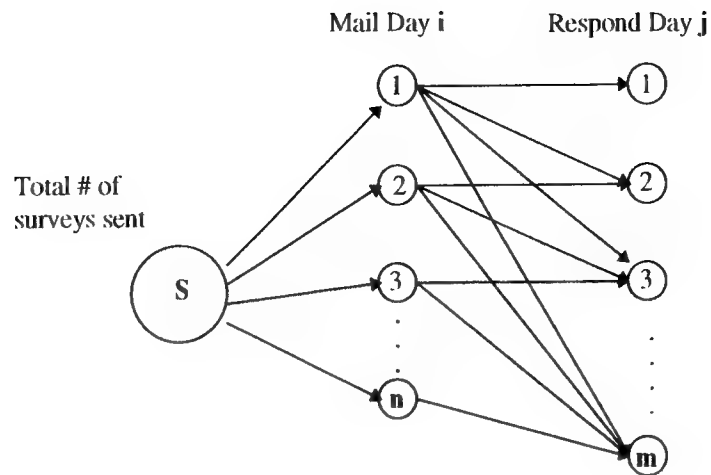 Mail Day i
Respond Day j
1
1
2
2
Total # of
surveys sent
S
3
3
n
m